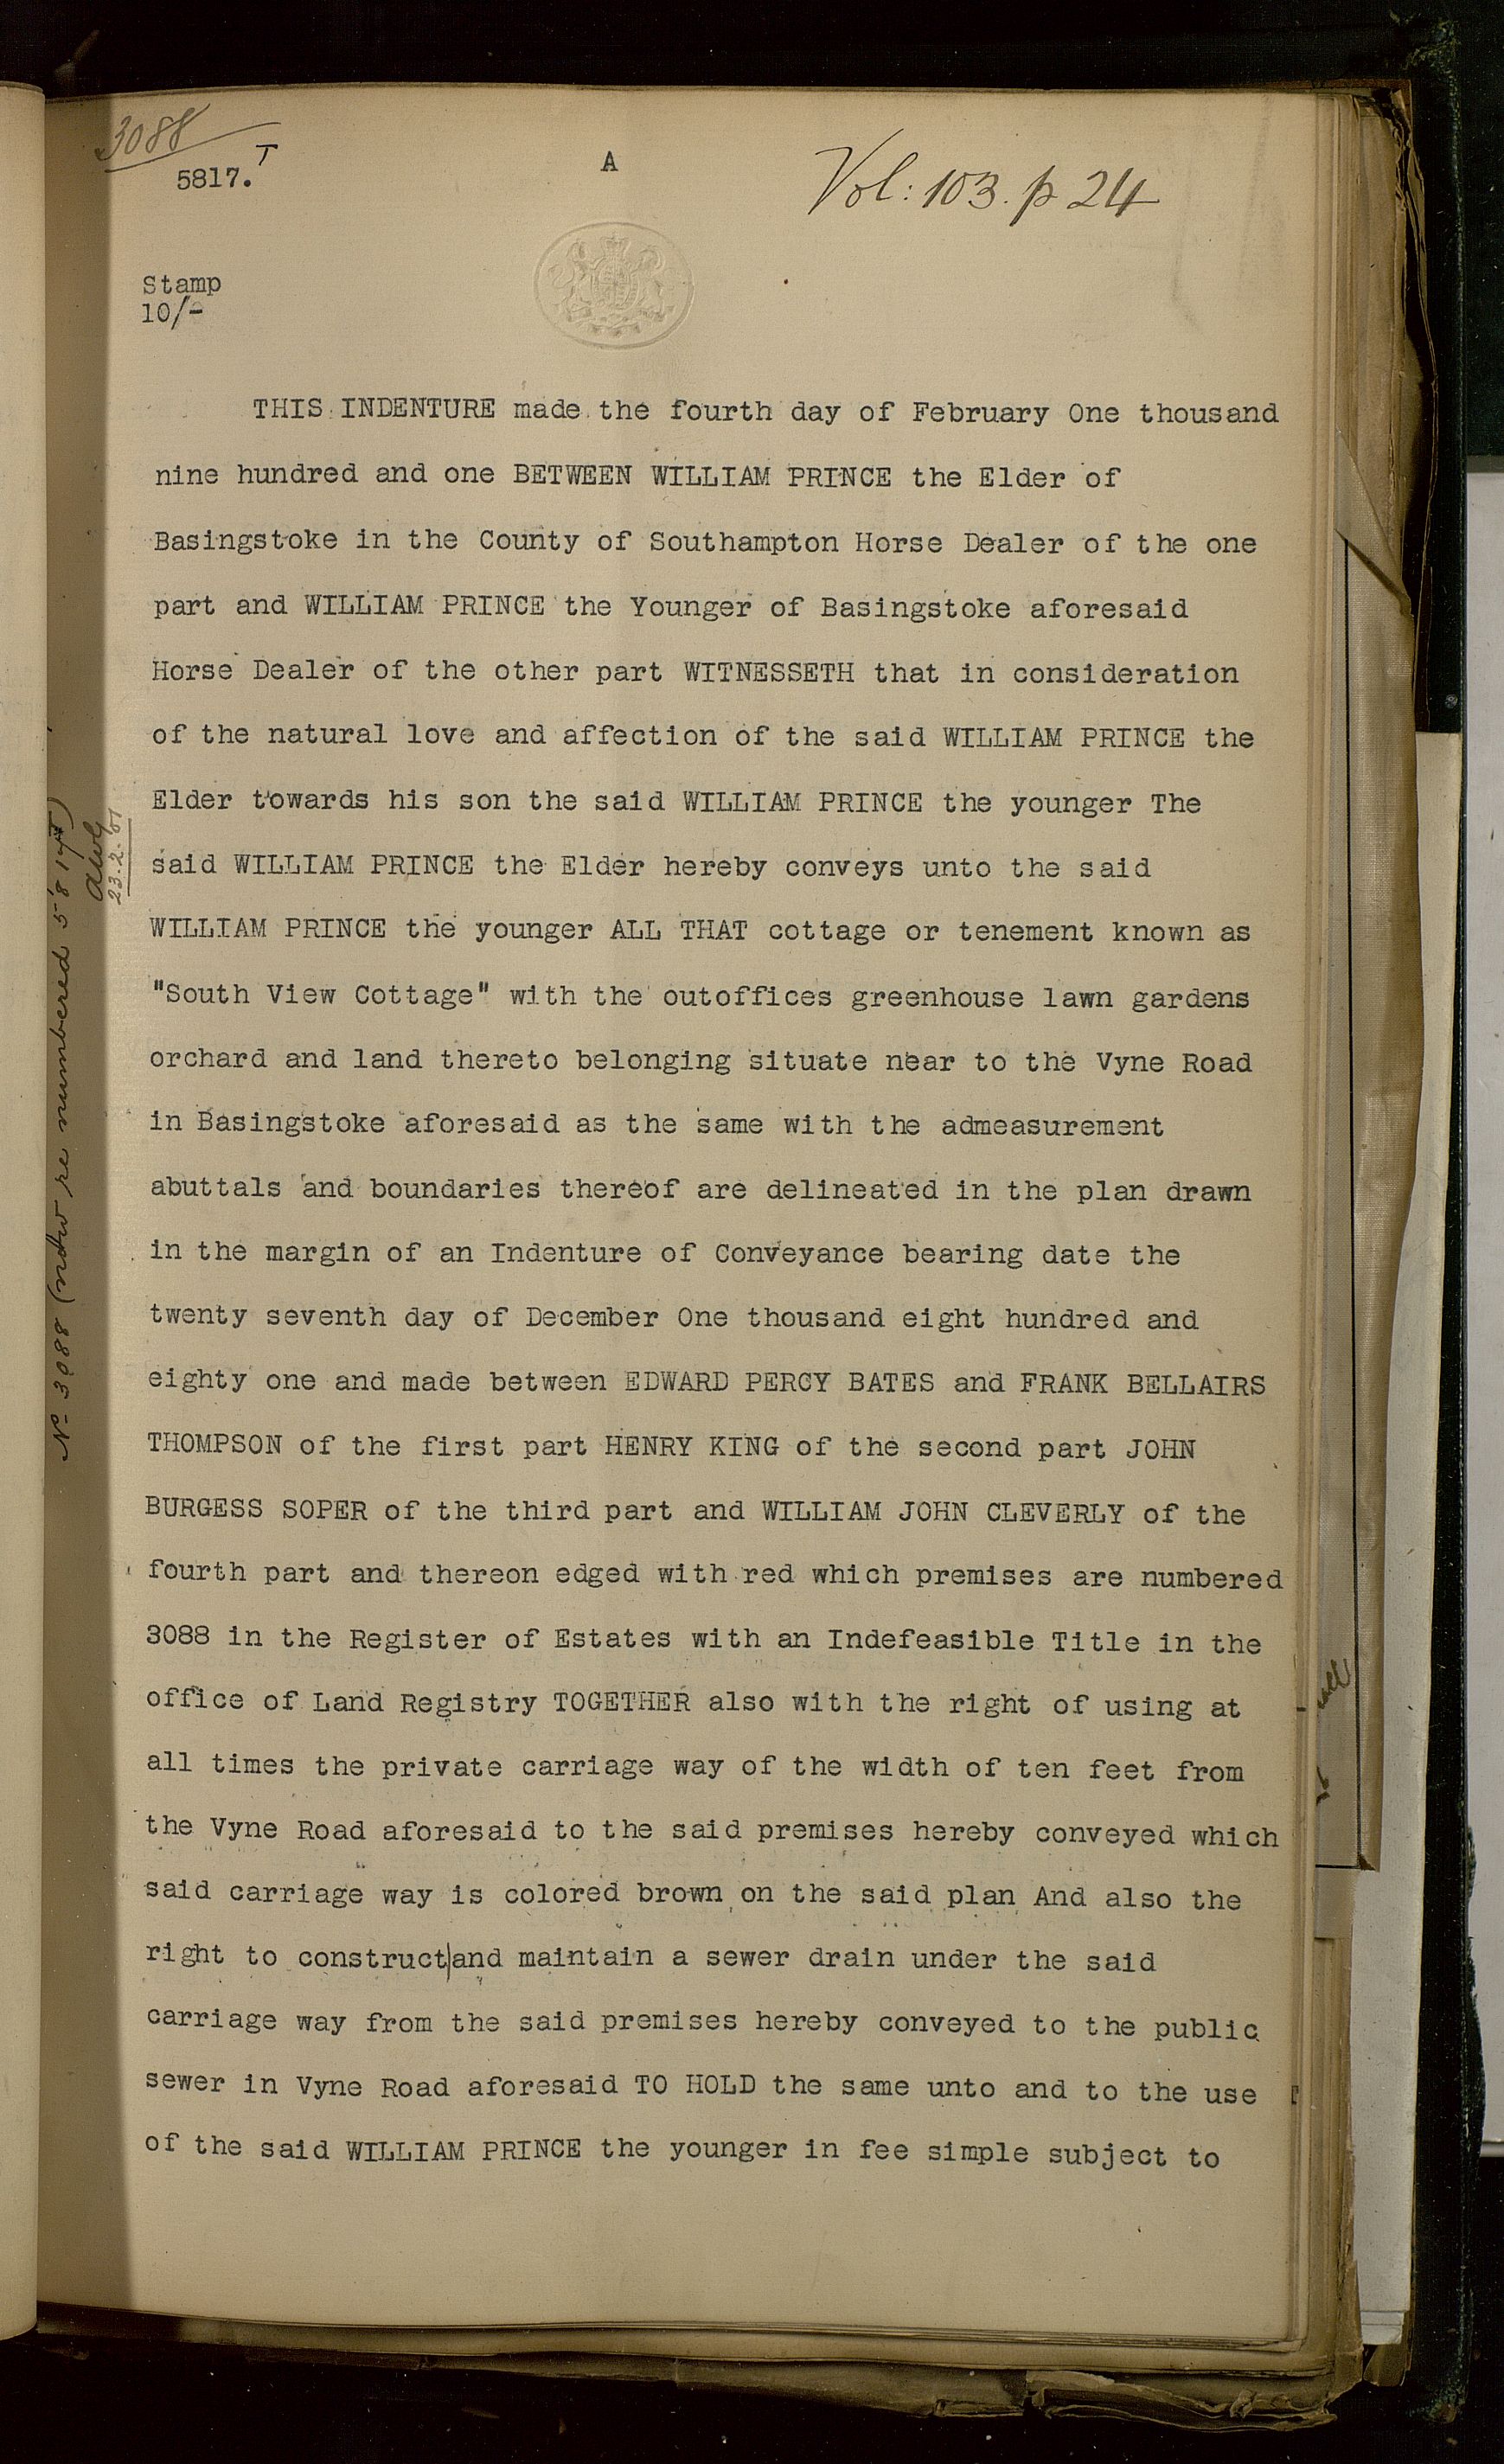 3088
5817. T
A
Vol: 103. p 24
Stamp
10/-
THIS INDENTURE made the fourth day of February One thousand
nine hundred and one BETWEEN WILLIAM PRINCE the Elder of
Basingstoke in the County of Southampton Horse Dealer of the one
part and WILLIAM PRINCE the Younger of Basingstoke aforesaid
Horse Dealer of the other part WITNESSETH that in consideration
of the natural love and affection of the said WILLIAM PRINCE the
Elder towards his son the said WILLIAM PRINCE the younger The
said WILLIAM PRINCE the Elder hereby conveys unto the said
WILLIAM PRINCE the younger ALL THAT cottage or tenement known as
"South View Cottage" with the outoffices greenhouse lawn gardens
orchard and land thereto belonging situate near to the Vyne Road
in Basingstoke aforesaid as the same with the admeasurement
abuttals and boundaries thereof are delineated in the plan drawn
in the margin of an Indenture of Conveyance bearing date the
twenty seventh day of December One thousand eight hundred and
eighty one and made between EDWARD PERCY BATES and FRANK BELLAIRS
THOMPSON of the first part HENRY KING of the second part JOHN
BURGESS SOPER of the third part and WILLIAM JOHN CLEVERLY of the
fourth part and thereon edged with red which premises are numbered
3088 in the Register of Estates with an Indefeasible Title in the
office of Land Registry TOGETHER also with the right of using at
all times the private carriage way of the width of ten feet from
the Vyne Road aforesaid to the said premises hereby conveyed which
said carriage way is colored brown on the said plan And also the
right to construct|and maintain a sewer drain under the said
carriage way from the said premises hereby conveyed to the public
sewer in Vyne Road aforesaid TO HOLD the same unto and to the use
of the said WILLIAM PRINCE the younger in fee simple subject to
No 3088 (now re numbered 5817T)
23.2.01